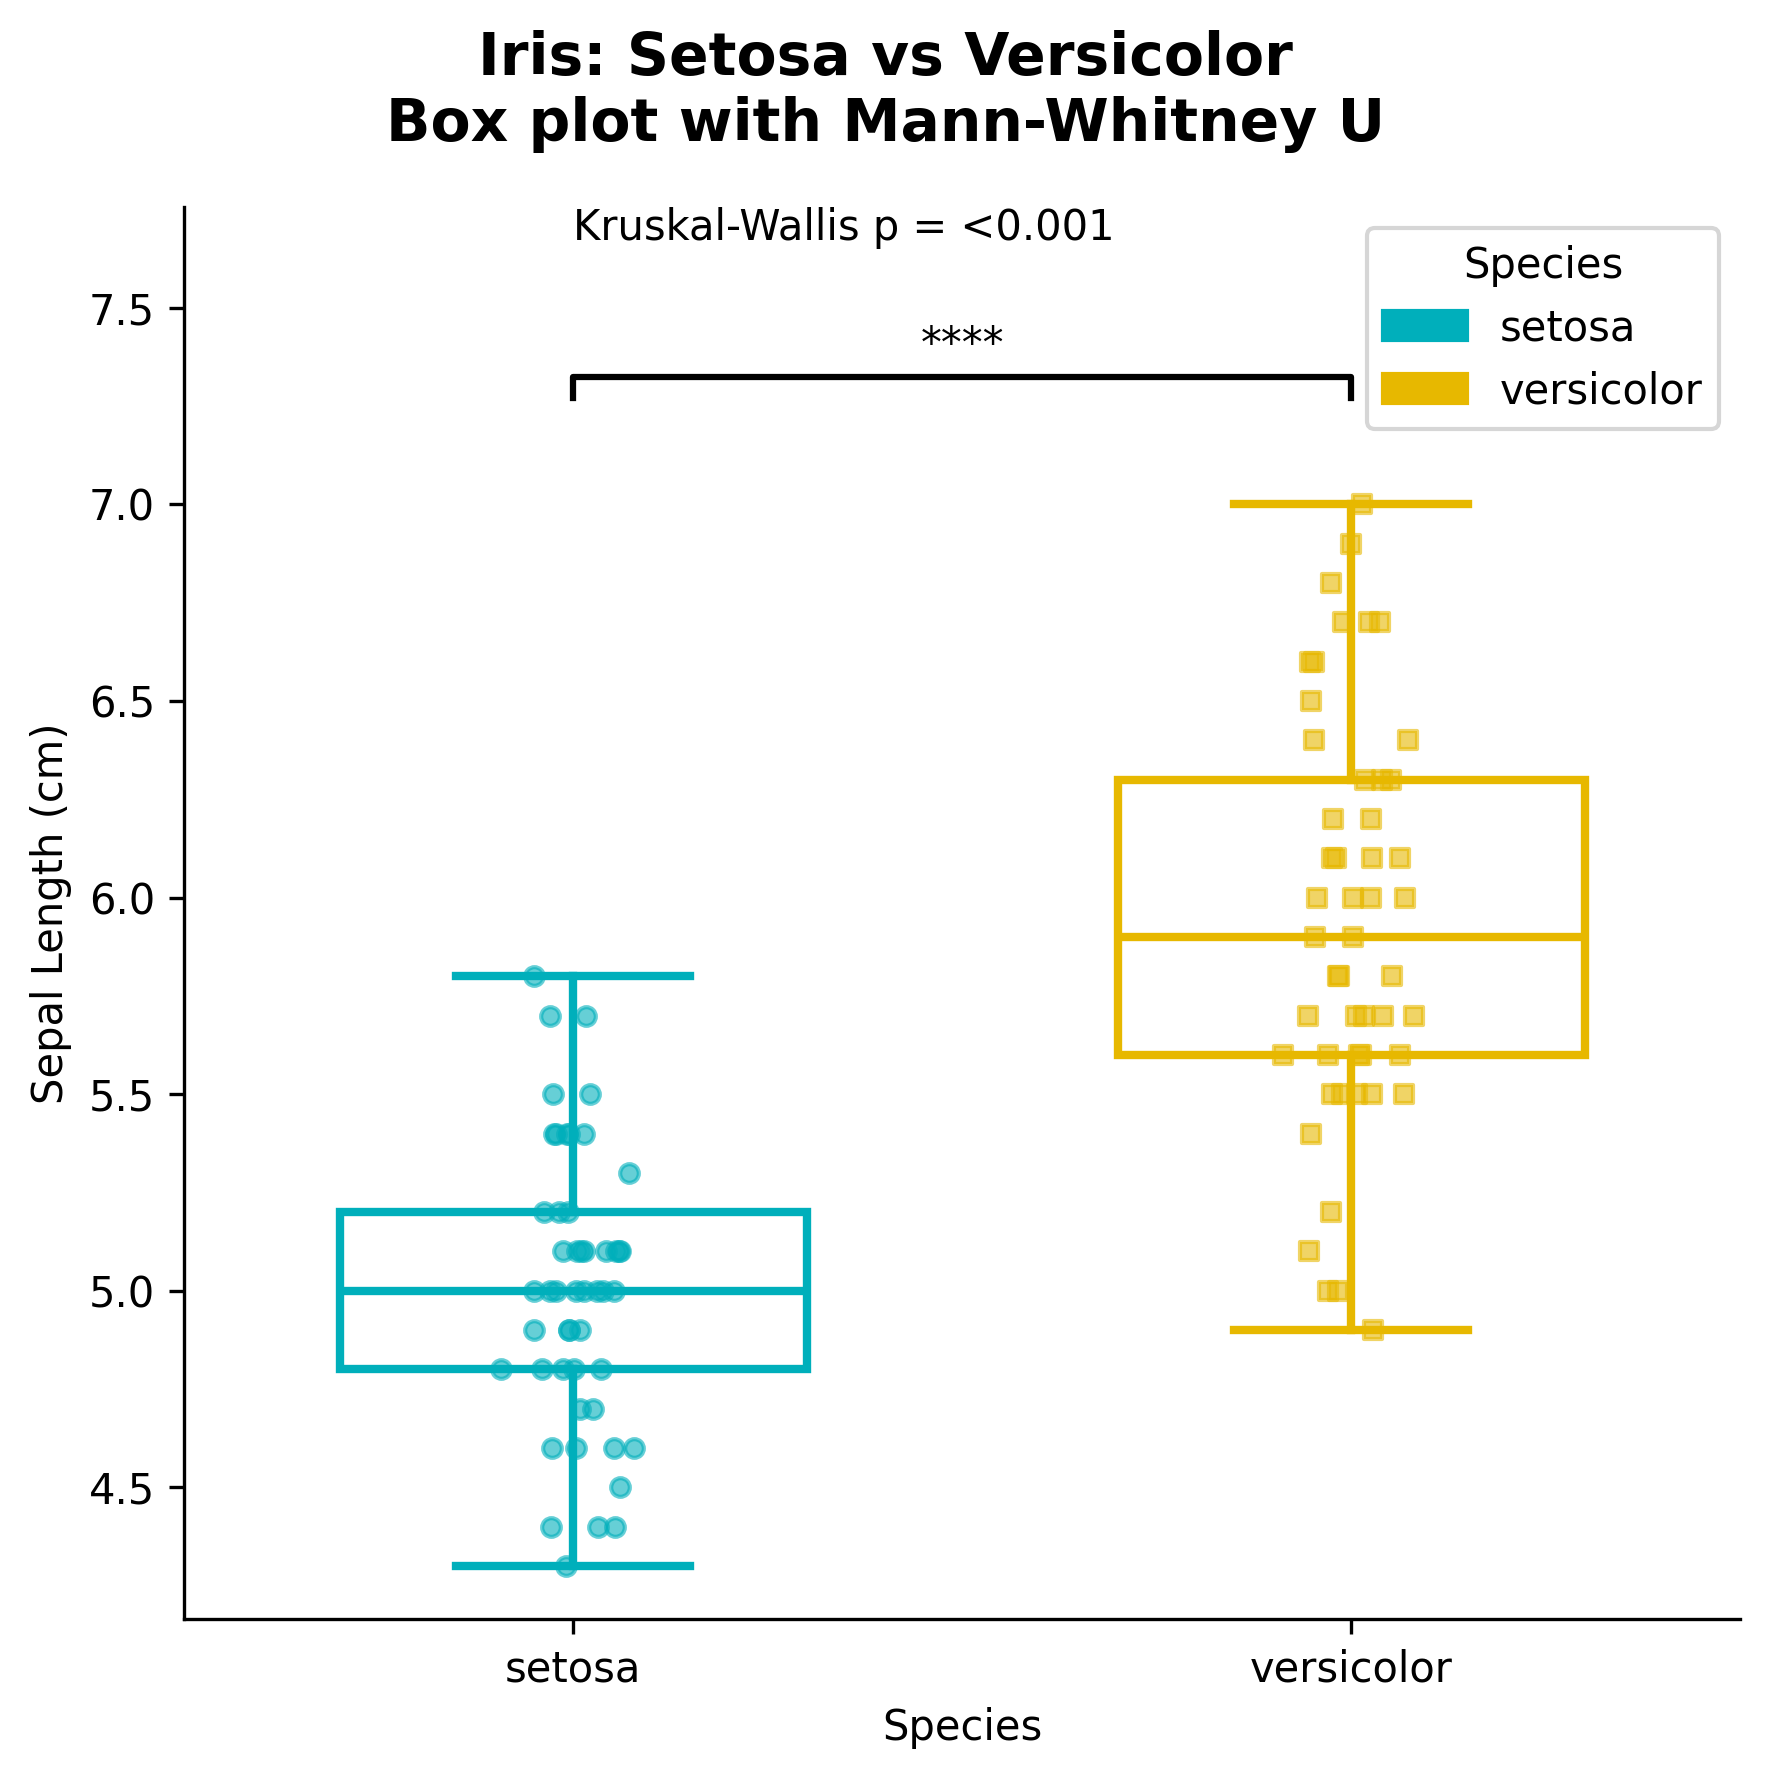 Iris: Setosa vs Versicolor
Box plot with Mann-Whitney U
Kruskal-Wallis p = <0.001
****
Species
setosa
versicolor
Sepal Length (cm)
7.5
7.0
6.5
6.0
5.5
5.0
4.5
setosa
versicolor
Species